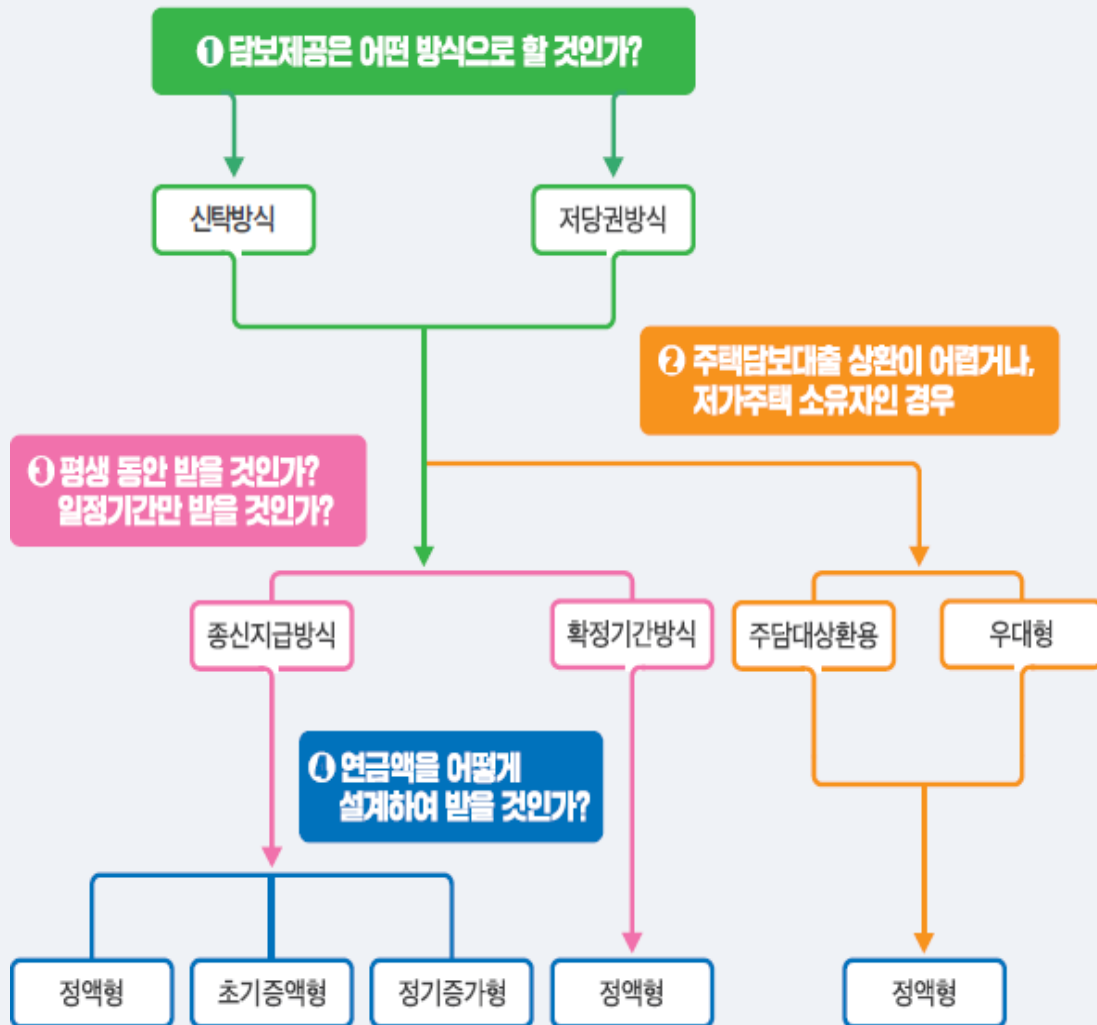 ❶ 담보제공은 어떤 방식으로 할 것인가?
신탁방식
저당권방식
❷ 주택담보대출 상환이 어렵거나,
저가주택 소유자인 경우
❸ 평생 동안 받을 것인가?
일정기간만 받을 것인가?
종신지급방식
확정기간방식
주담대상환용
우대형
❹ 연금액을 어떻게
설계하여 받을 것인가?
정액형
초기증액형
정기증가형
정액형
정액형